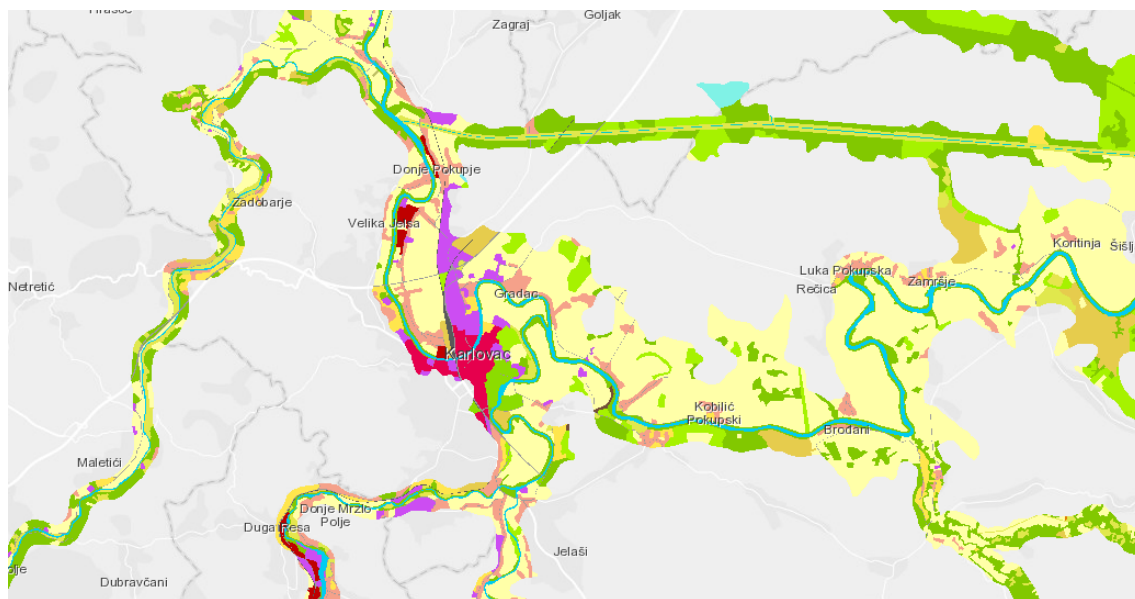 Goljak
Zagraj
Donje Pokupje
Zadobarje
Velika Jelsa
Koritinja
Luka Pokupska
Zamršje
Netretić
Rečica
Gradac
Karlovac
Kobilić
Pokupski
Brođani
Maletići
Donje Mrzlo
Polje
Duga Resa
Jelaši
Dubravčani